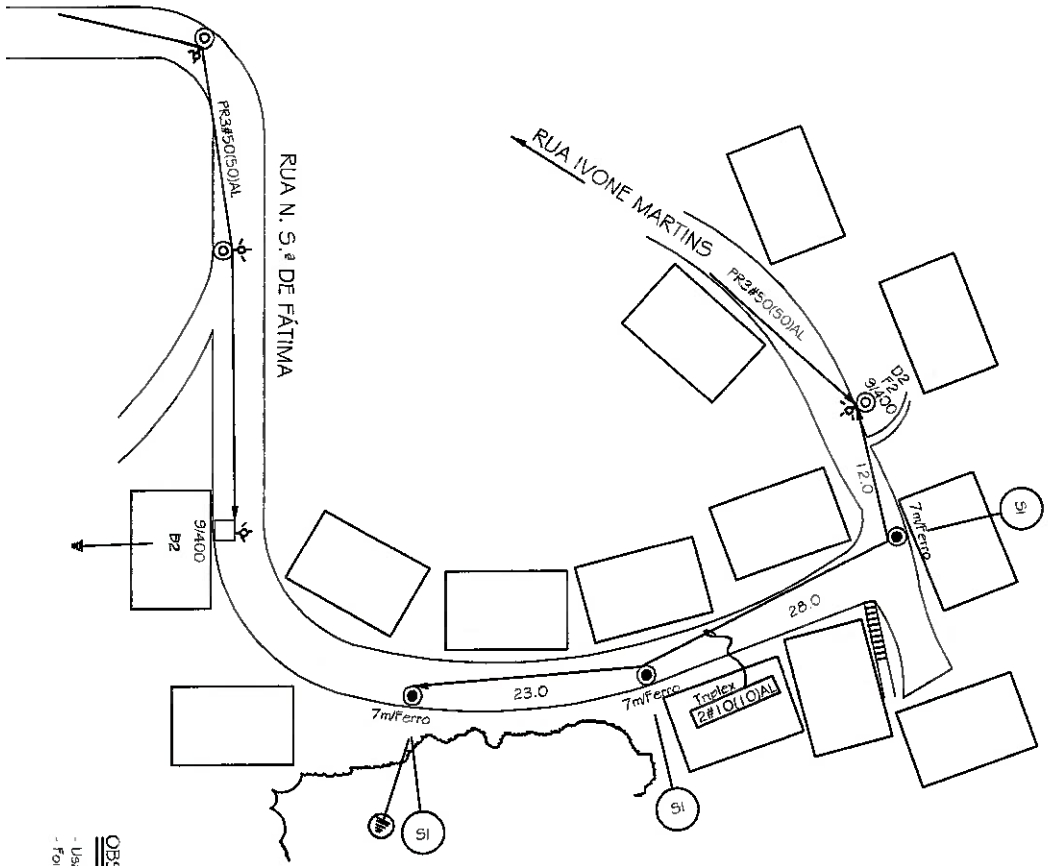 PR3#50(50)AL
RUA N. S.ª DE FÁTIMA
RUA IVONE MARTINS
PR3#50(50)AL
D2
F2
9/400
12.0
7m/Ferro
SI
28.0
9/400
B2
23.0
7m/Ferro
7m/Ferro
Triplex
2#10(10)AL
SI
SI
OBS
- Us
- Fo